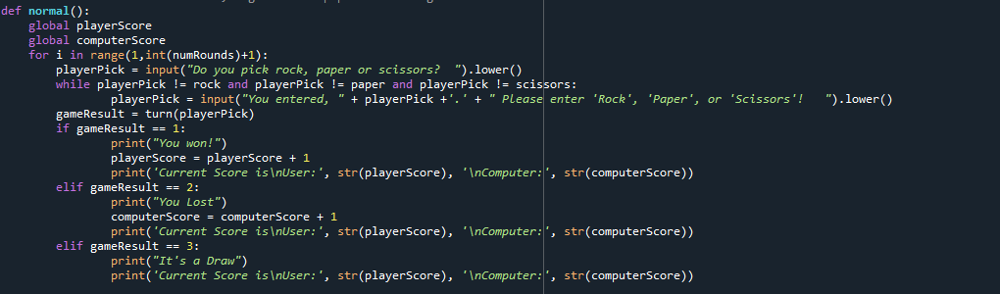 def normal():
    global playerScore
    global computerScore
    for i in range(1,int(numRounds)+1):
        playerPick = input("Do you pick rock, paper or scissors?  ").lower()
        while playerPick != rock and playerPick != paper and playerPick != scissors:
                playerPick = input("You entered, " + playerPick +'.' + " Please enter 'Rock', 'Paper', or 'Scissors'!   ").lower()
        gameResult = turn(playerPick)
        if gameResult == 1:
                print("You won!")
                playerScore = playerScore + 1
                print('Current Score is\nUser:', str(playerScore), '\nComputer:', str(computerScore))
        elif gameResult == 2:
                print("You Lost")
                computerScore = computerScore + 1
                print('Current Score is\nUser:', str(playerScore), '\nComputer:', str(computerScore))
        elif gameResult == 3:
                print("It's a Draw")
                print('Current Score is\nUser:', str(playerScore), '\nComputer:', str(computerScore))